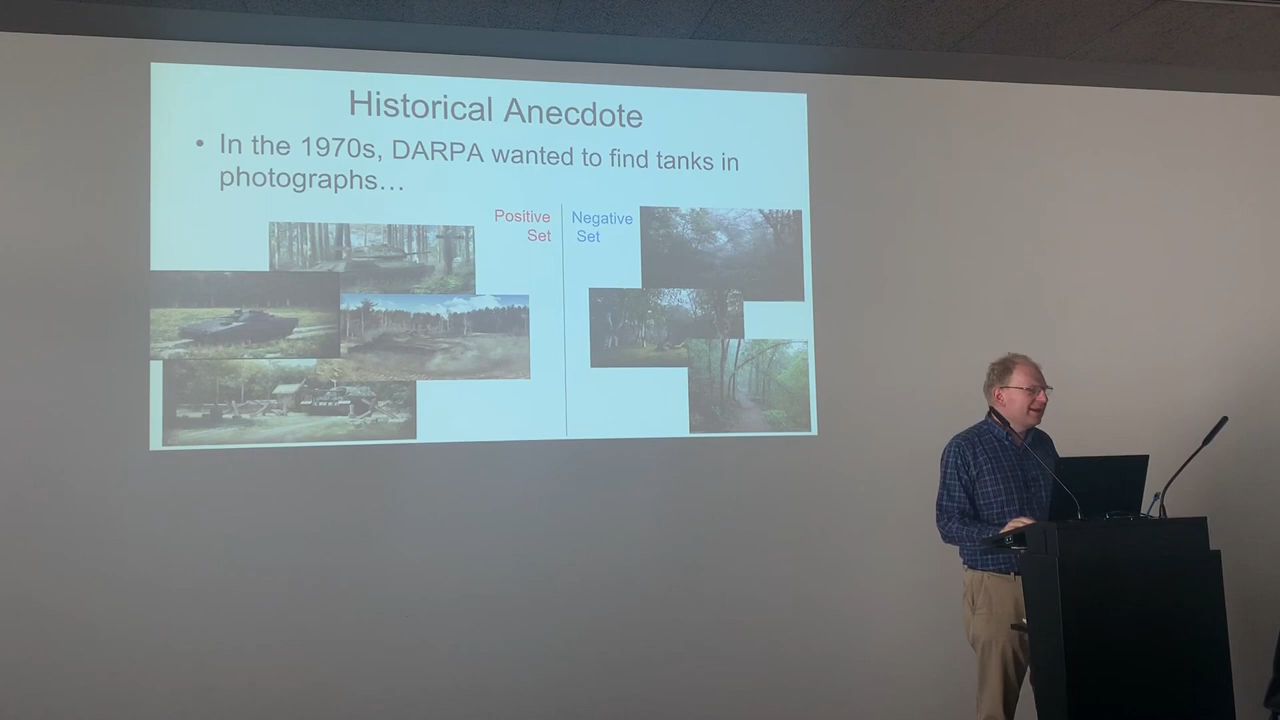 Historical Anecdote
• In the 1970s, DARPA wanted to find tanks in
photographs…
Positive
Set
Negative
Set